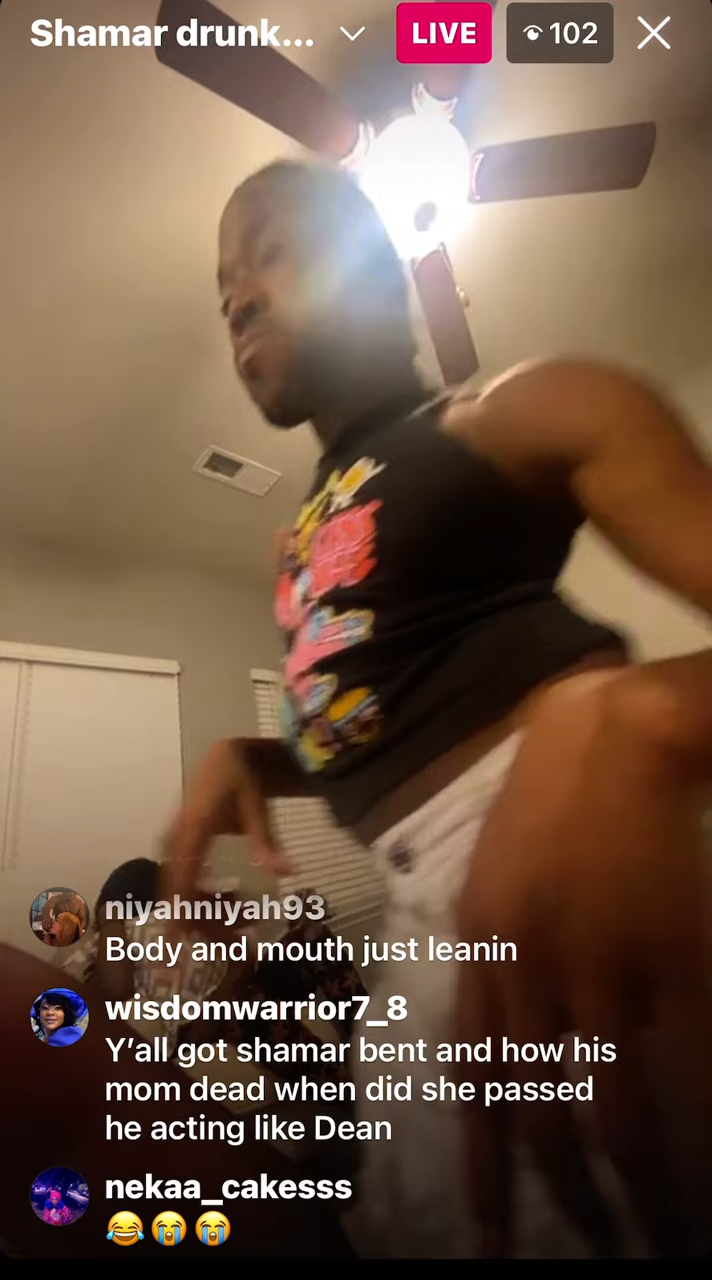 Shamar drunk...
LIVE
102
niyahniyah93
Body and mouth just leanin
wisdomwarrior7_8
Y’all got shamar bent and how his
mom dead when did she passed
he acting like Dean
nekaa_cakesss
😂😭😭